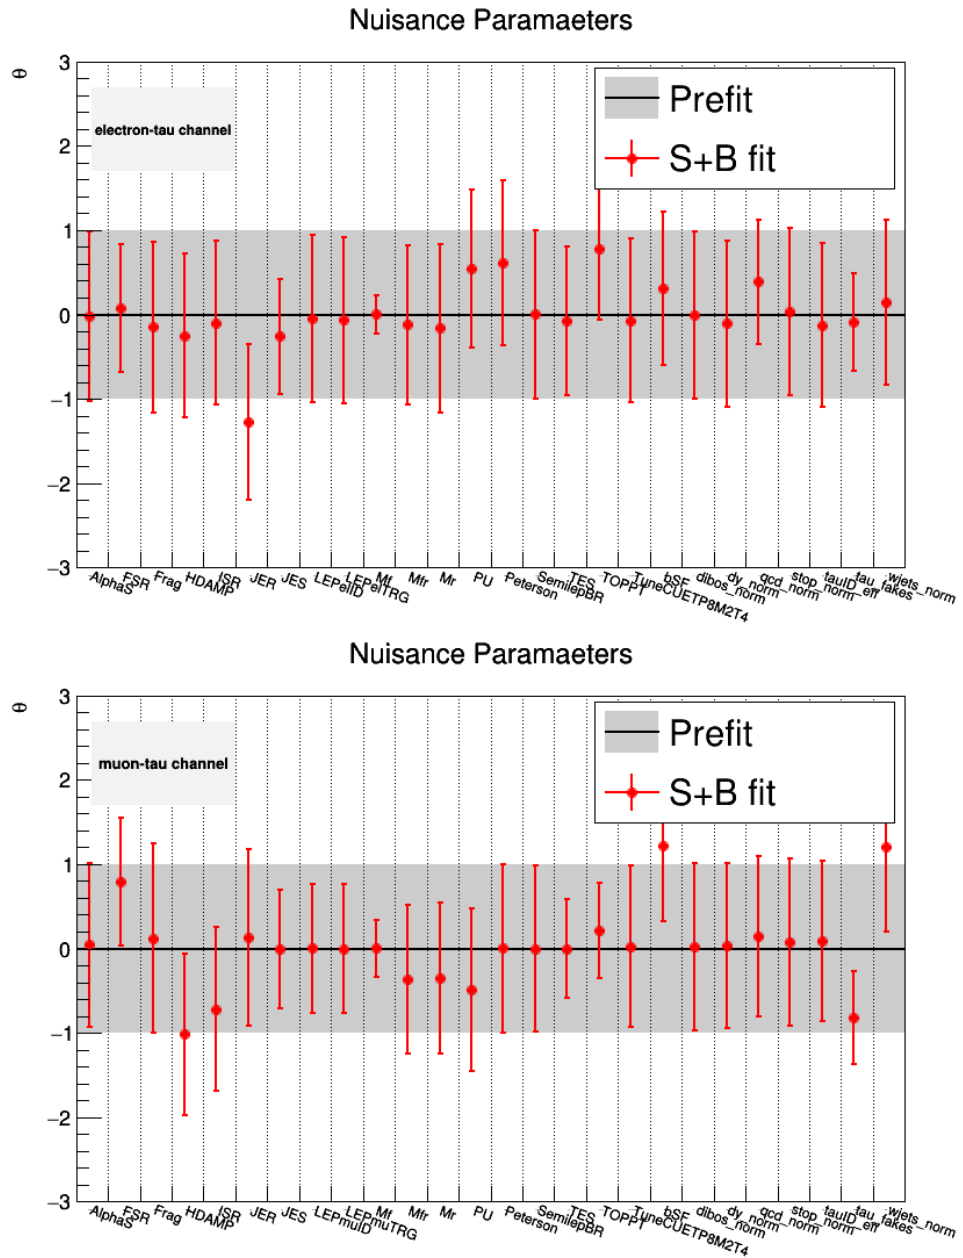 Nuisance Paramaeters
θ
3
2
1
0
−1
−2
−3
electron-tau channel
Prefit
S+B fit
AlphaS
FSR
Frag
HDAMP
ISR
JER
JES
LEPelID
LEPelTRG
Mf
Mfr
Mr
PU
Peterson
SemilepBR
TES
TOPPT
TuneCUETP8M2T4
bSF
dibos_norm
dy_norm
qcd_norm
stop_norm
tauID_eff
tau_fakes
wjets_norm
Nuisance Paramaeters
θ
3
2
1
0
−1
−2
−3
muon-tau channel
Prefit
S+B fit
AlphaS
FSR
Frag
HDAMP
ISR
JER
JES
LEPmuID
LEPmuTRG
Mf
Mfr
Mr
PU
Peterson
SemilepBR
TES
TOPPT
TuneCUETP8M2T4
bSF
dibos_norm
dy_norm
qcd_norm
stop_norm
tauID_eff
tau_fakes
wjets_norm